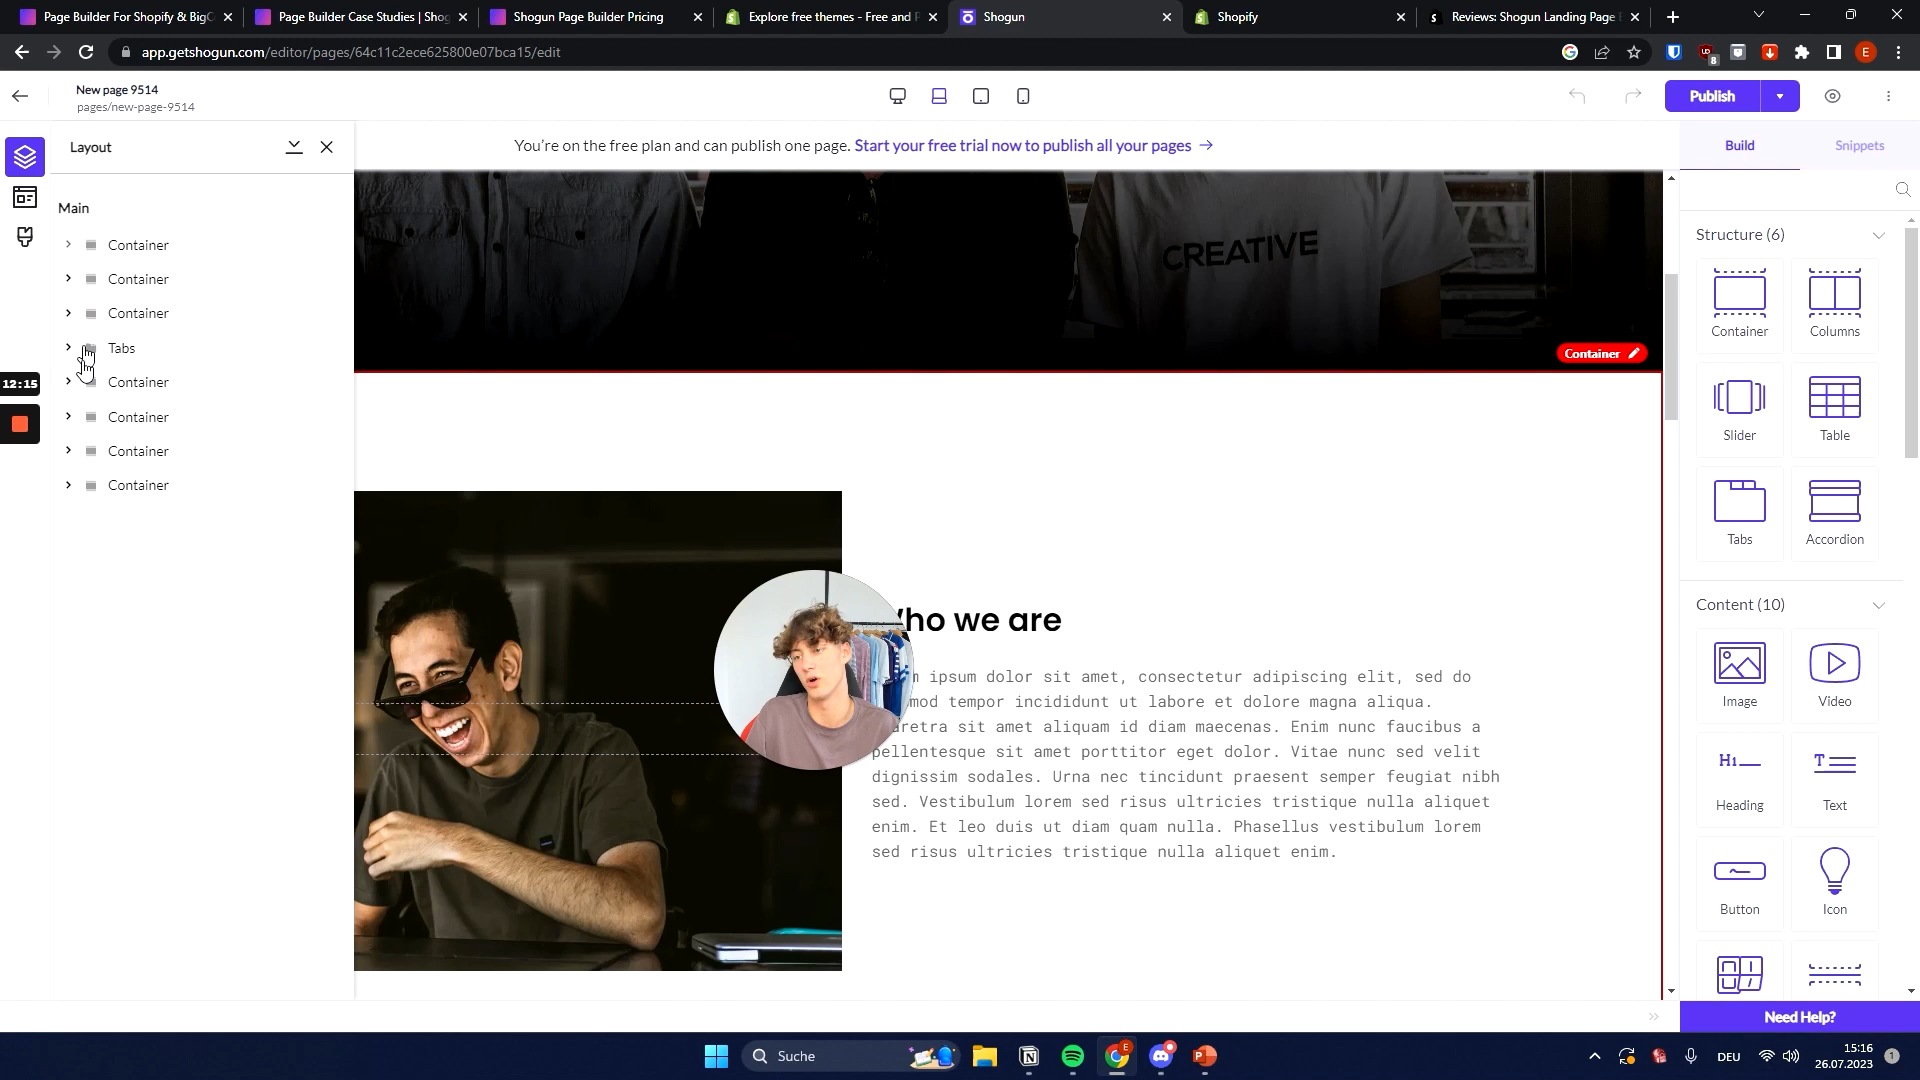 Page Builder For Shopify & BigC
Page Builder Case Studies | Shog
Shogun Page Builder Pricing
Explore free themes - Free and P
Shogun
Shopify
Reviews: Shogun Landing Page
app.getshogun.com/editor/pages/64c11c2ece625800e07bca15/edit
8
E
New page 9514
pages/new-page-9514
Publish
Layout
You're on the free plan and can publish one page. Start your free trial now to publish all your pages →
Build
Snippets
Main
Container
Container
Container
Tabs
Container
Container
Container
Container
12:15
CREATIVE
Container
Structure (6)
Container
Columns
Slider
Table
Tabs
Accordion
Content (10)
Image
Video
H1
Heading
T
Text
Button
Icon
ho we are
ipsum dolor sit amet, consectetur adipiscing elit, sed do
mod tempor incididunt ut labore et dolore magna aliqua.
aretra sit amet aliquam id diam maecenas. Enim nunc faucibus a
pellentesque sit amet porttitor eget dolor. Vitae nunc sed velit
dignissim sodales. Urna nec tincidunt praesent semper feugiat nibh
sed. Vestibulum lorem sed risus ultricies tristique nulla aliquet
enim. Et leo duis ut diam quam nulla. Phasellus vestibulum lorem
sed risus ultricies tristique nulla aliquet enim.
Need Help?
Suche
E
DEU
15:16
26.07.2023
1